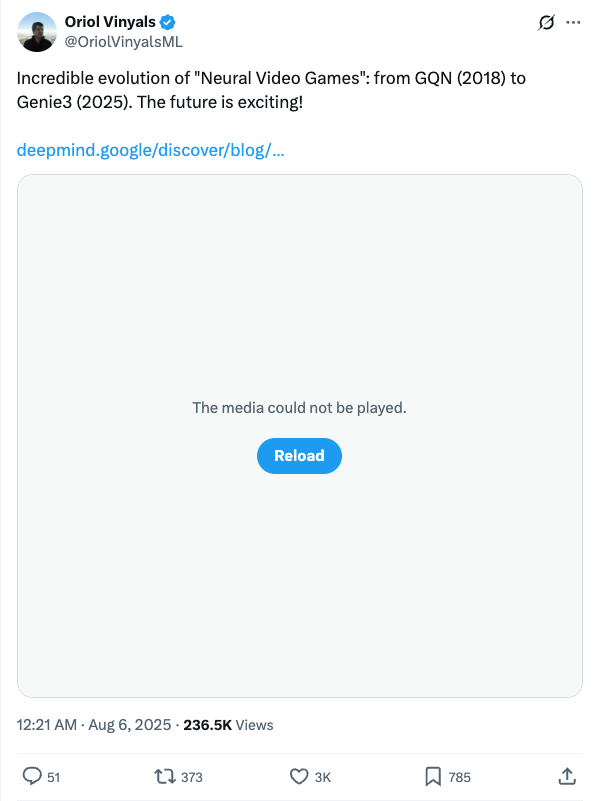 Oriol Vinyals
@OriolVinyalsML
Incredible evolution of "Neural Video Games": from GQN (2018) to
Genie3 (2025). The future is exciting!
deepmind.google/discover/blog/...
The media could not be played.
Reload
12:21 AM · Aug 6, 2025 · 236.5K Views
51 373 3K 785